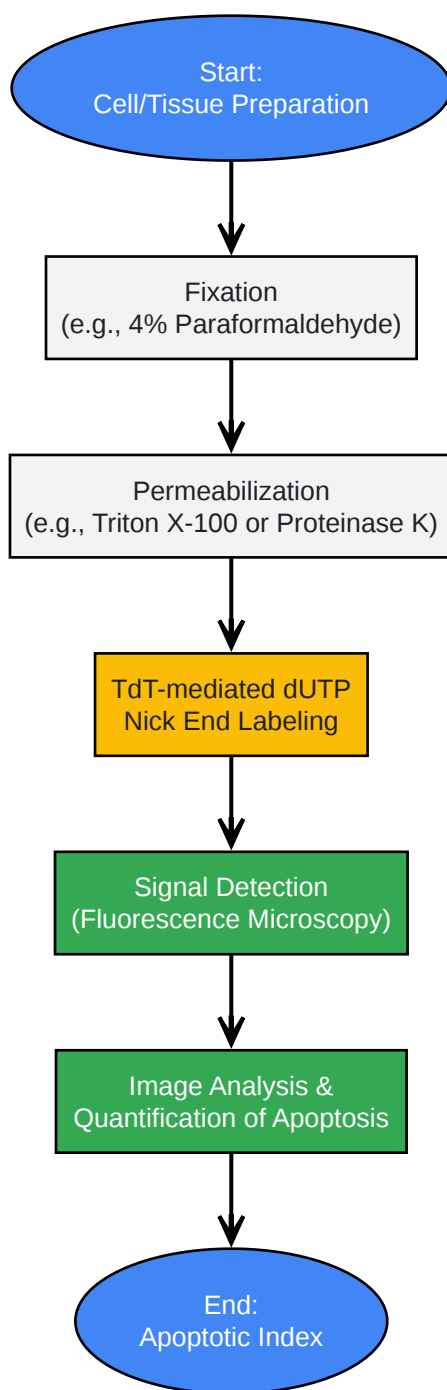 Start:
Cell/Tissue Preparation
Fixation
(e.g., 4% Paraformaldehyde)
Permeabilization
(e.g., Triton X-100 or Proteinase K)
TdT-mediated dUTP
Nick End Labeling
Signal Detection
(Fluorescence Microscopy)
Image Analysis &
Quantification of Apoptosis
End:
Apoptotic Index